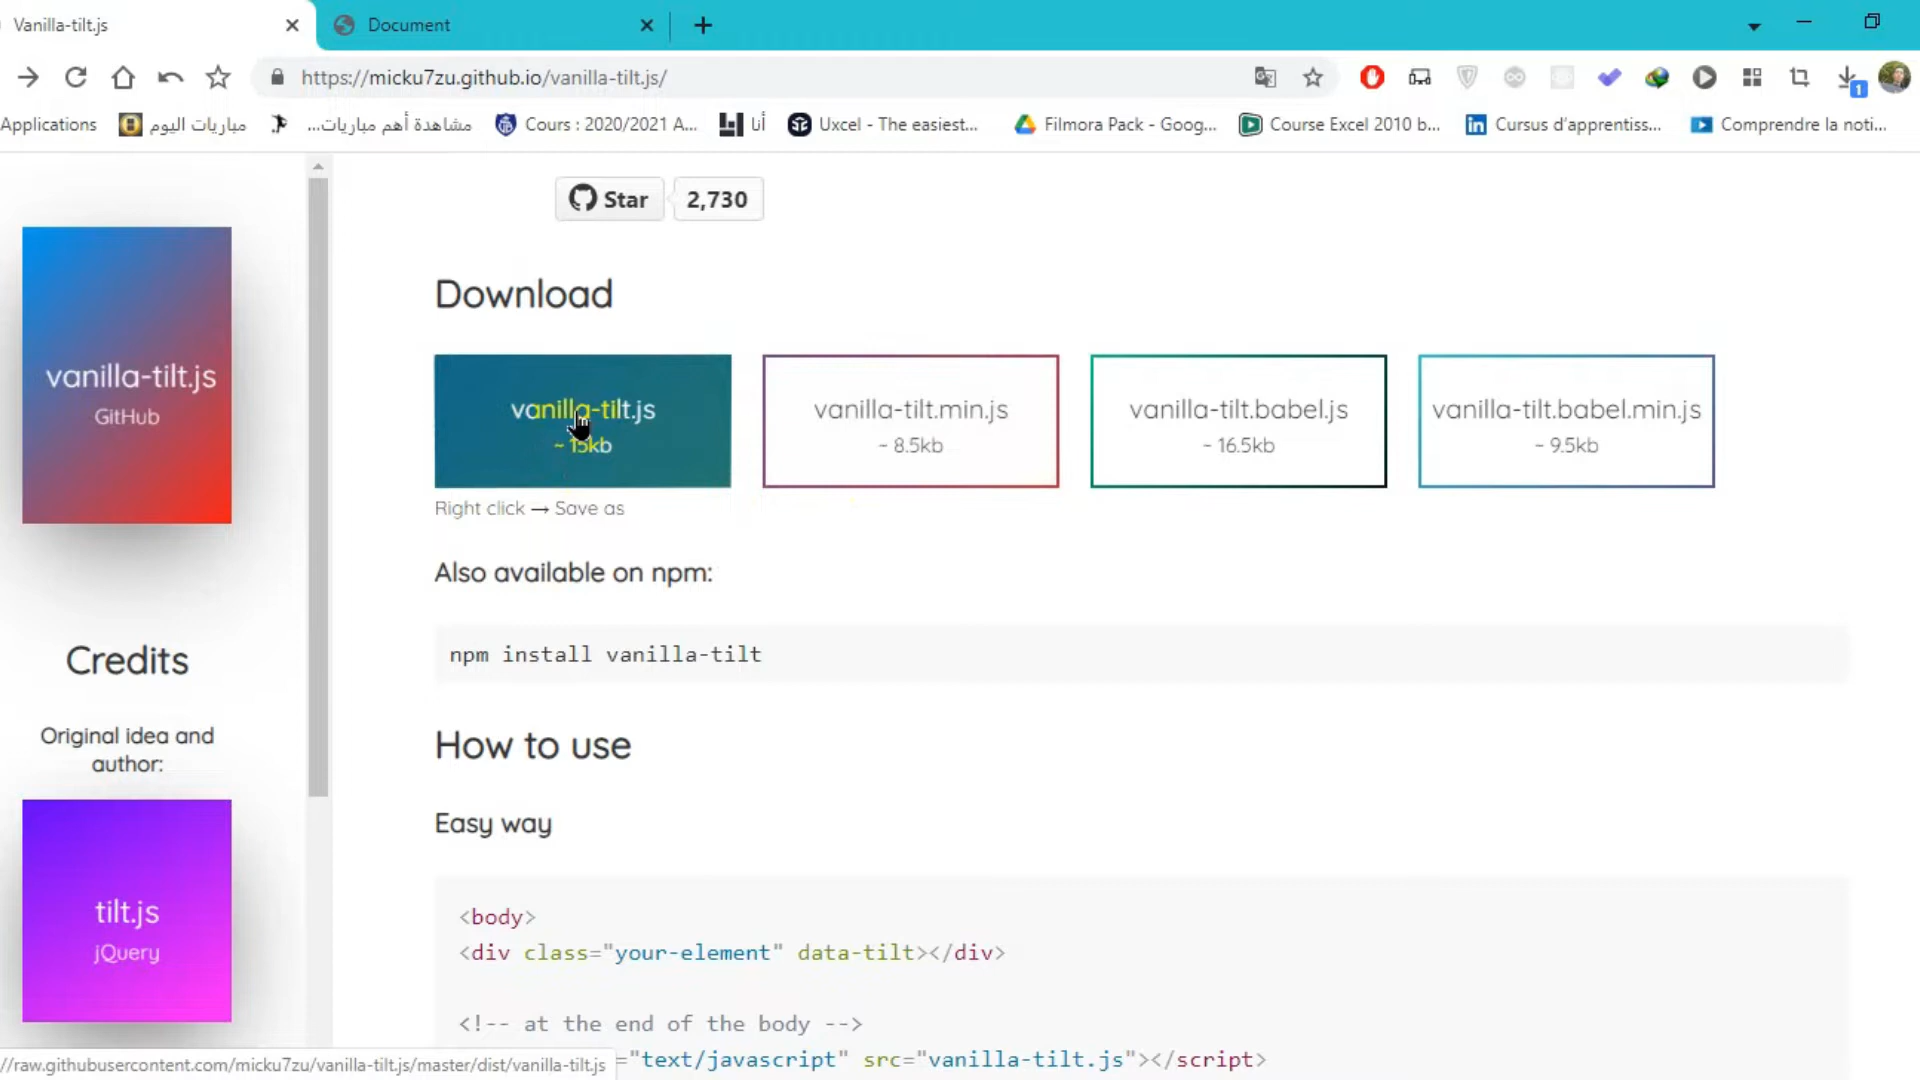 Vanilla-tilt.js
Document
https://micku7zu.github.io/vanilla-tilt.js/
1
Applications
مباريات اليوم
مشاهدة أهم مباريات...
Cours : 2020/2021 A...
أنا
Uxcel - The easiest...
Filmora Pack - Goog...
Course Excel 2010 b...
Cursus d'apprentiss...
Comprendre la noti...
Star
2,730
Download
vanilla-tilt.js
GitHub
vanilla-tilt.js
~ 15kb
vanilla-tilt.min.js
~ 8.5kb
vanilla-tilt.babel.js
~ 16.5kb
vanilla-tilt.babel.min.js
~ 9.5kb
Right click → Save as
Also available on npm:
npm install vanilla-tilt
Credits
Original idea and
author:
tilt.js
jQuery
How to use
Easy way
<body>
<div class="your-element" data-tilt></div>
<!-- at the end of the body -->
="text/javascript" src="vanilla-tilt.js"></script>
//raw.githubusercontent.com/micku7zu/vanilla-tilt.js/master/dist/vanilla-tilt.js